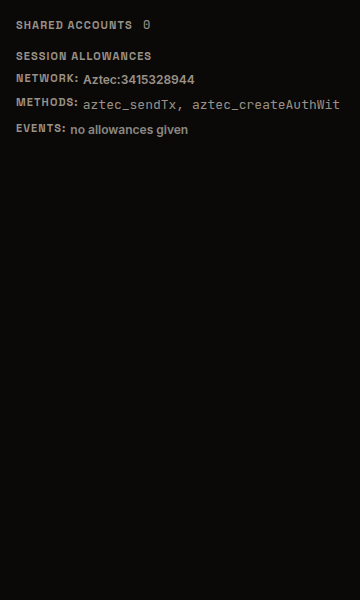 SHARED ACCOUNTS 0
SESSION ALLOWANCES
NETWORK: Aztec:3415328944
METHODS: aztec_sendTx, aztec_createAuthWit
EVENTS: no allowances given